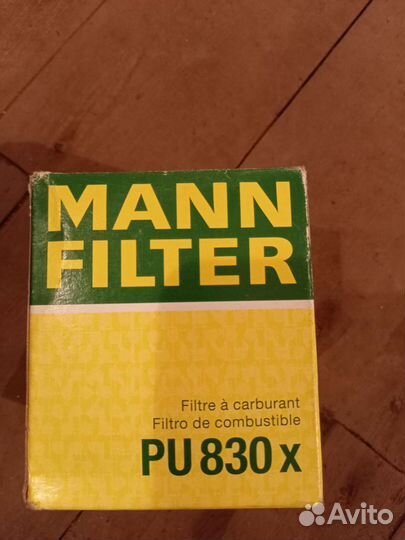 MANN
FILTER
Filtre à carburant
Filtro de combustible
PU 830 x
Avito